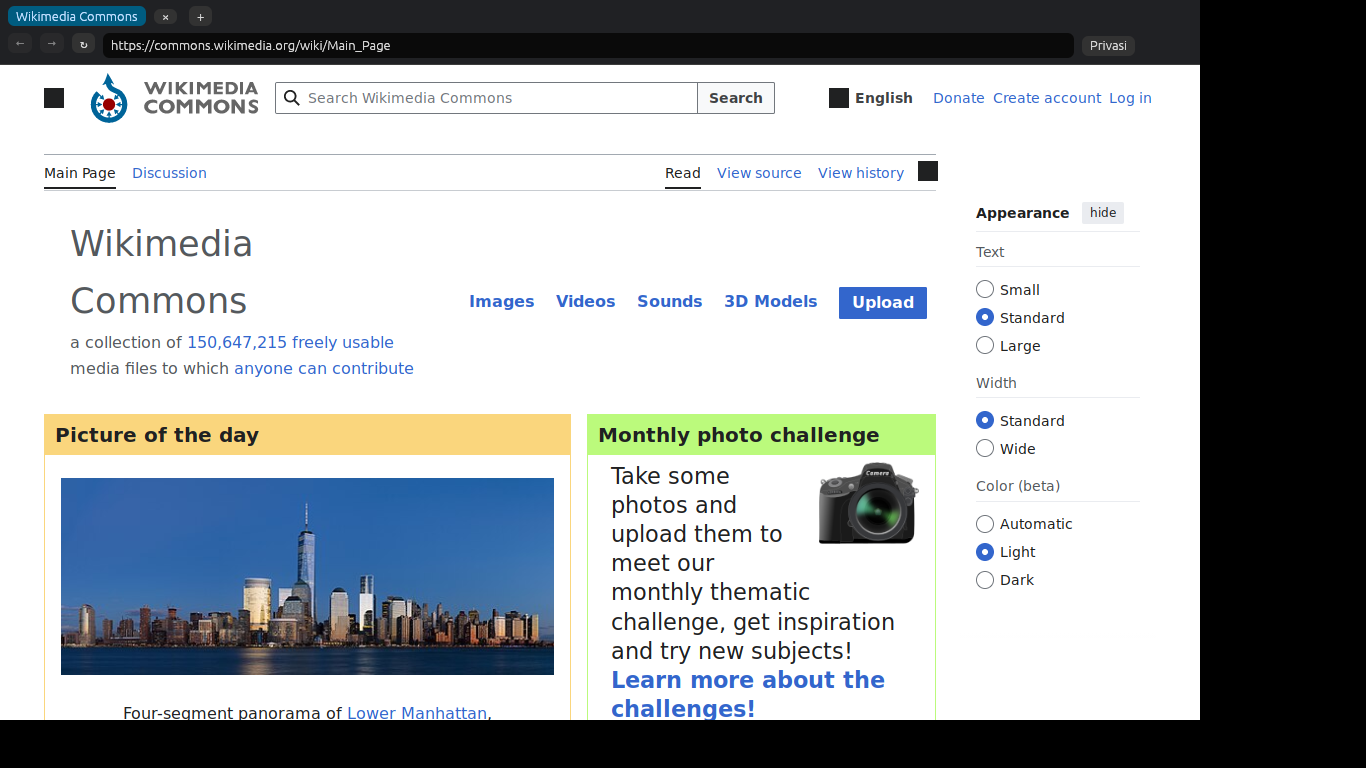 Wikimedia Commons × +
← → ↻ https://commons.wikimedia.org/wiki/Main_Page Privasi
WIKIMEDIA
COMMONS
Search Wikimedia Commons Search
English Donate Create account Log in
Main Page Discussion Read View source View history
Wikimedia
Commons
a collection of 150,647,215 freely usable
media files to which anyone can contribute
Images Videos Sounds 3D Models Upload
Picture of the day
Four-segment panorama of Lower Manhattan,
Monthly photo challenge
Camera
Take some
photos and
upload them to
meet our
monthly thematic
challenge, get inspiration
and try new subjects!
Learn more about the
challenges!
Appearance hide
Text
Small
Standard
Large
Width
Standard
Wide
Color (beta)
Automatic
Light
Dark